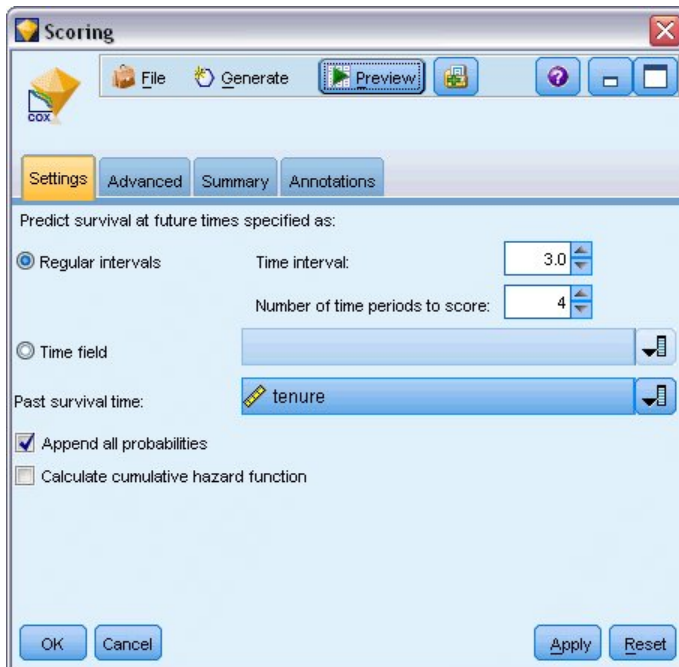 Scoring
File Generate Preview
COX
Settings Advanced Summary Annotations
Predict survival at future times specified as:
Regular intervals Time interval: 3.0
Number of time periods to score: 4
Time field
Past survival time: tenure
Append all probabilities
Calculate cumulative hazard function
OK Cancel Apply Reset